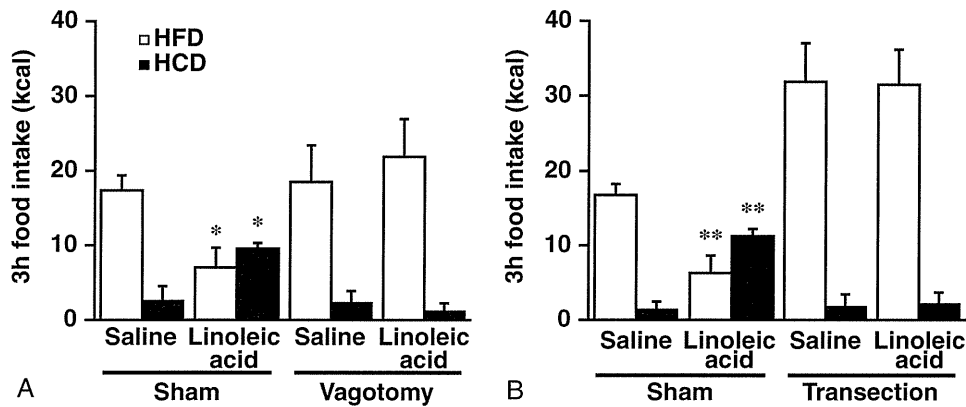 40
30
20
10
0
3h food intake (kcal)
HFD
HCD
*
*
Saline
Linoleic
acid
Saline
Linoleic
acid
Sham
Vagotomy
A
40
30
20
10
0
3h food intake (kcal)
**
**
Saline
Linoleic
acid
Saline
Linoleic
acid
Sham
Transection
B